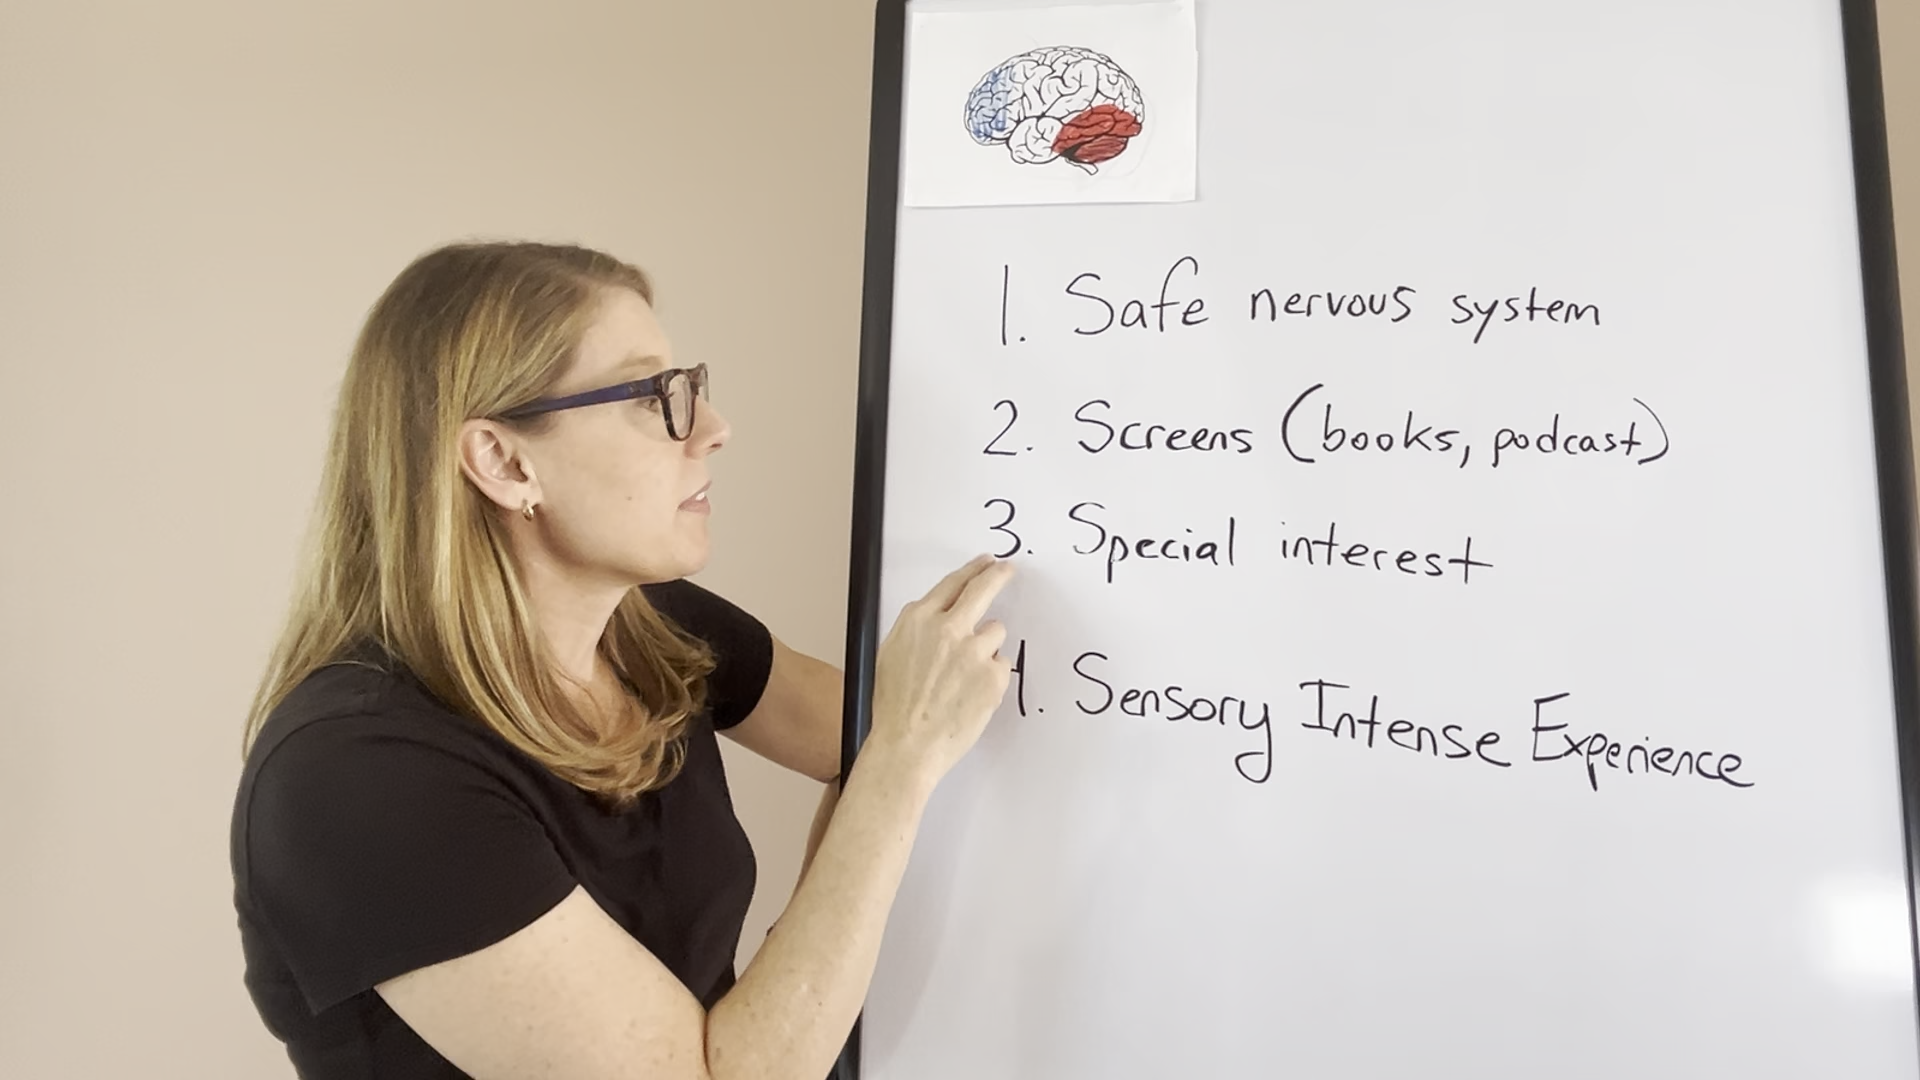 1. Safe nervous system
2. Screens (books, podcast)
3. Special interest
4. Sensory Intense Experience